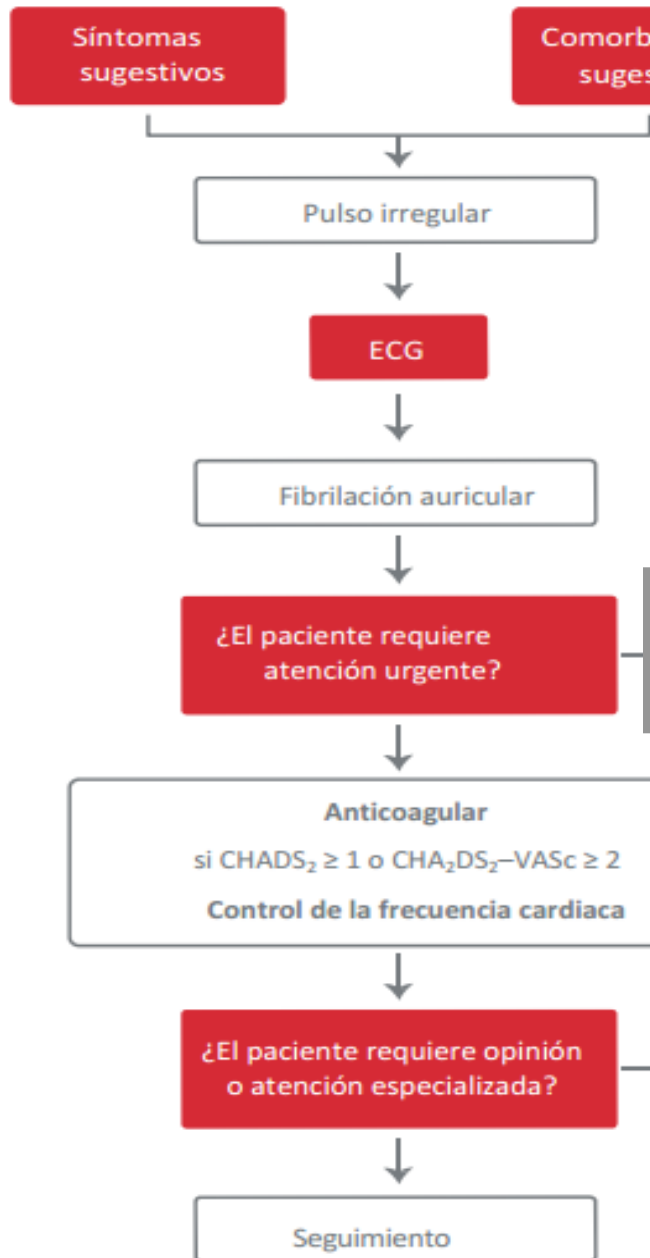 Síntomas
sugestivos
Pulso irregular
ECG
Fibrilación auricular
¿El paciente requiere
atención urgente?
Anticoagular
si CHADS₂ ≥ 1 o CHA₂DS₂–VASc ≥ 2
Control de la frecuencia cardiaca
¿El paciente requiere opinión
o atención especializada?
Seguimiento